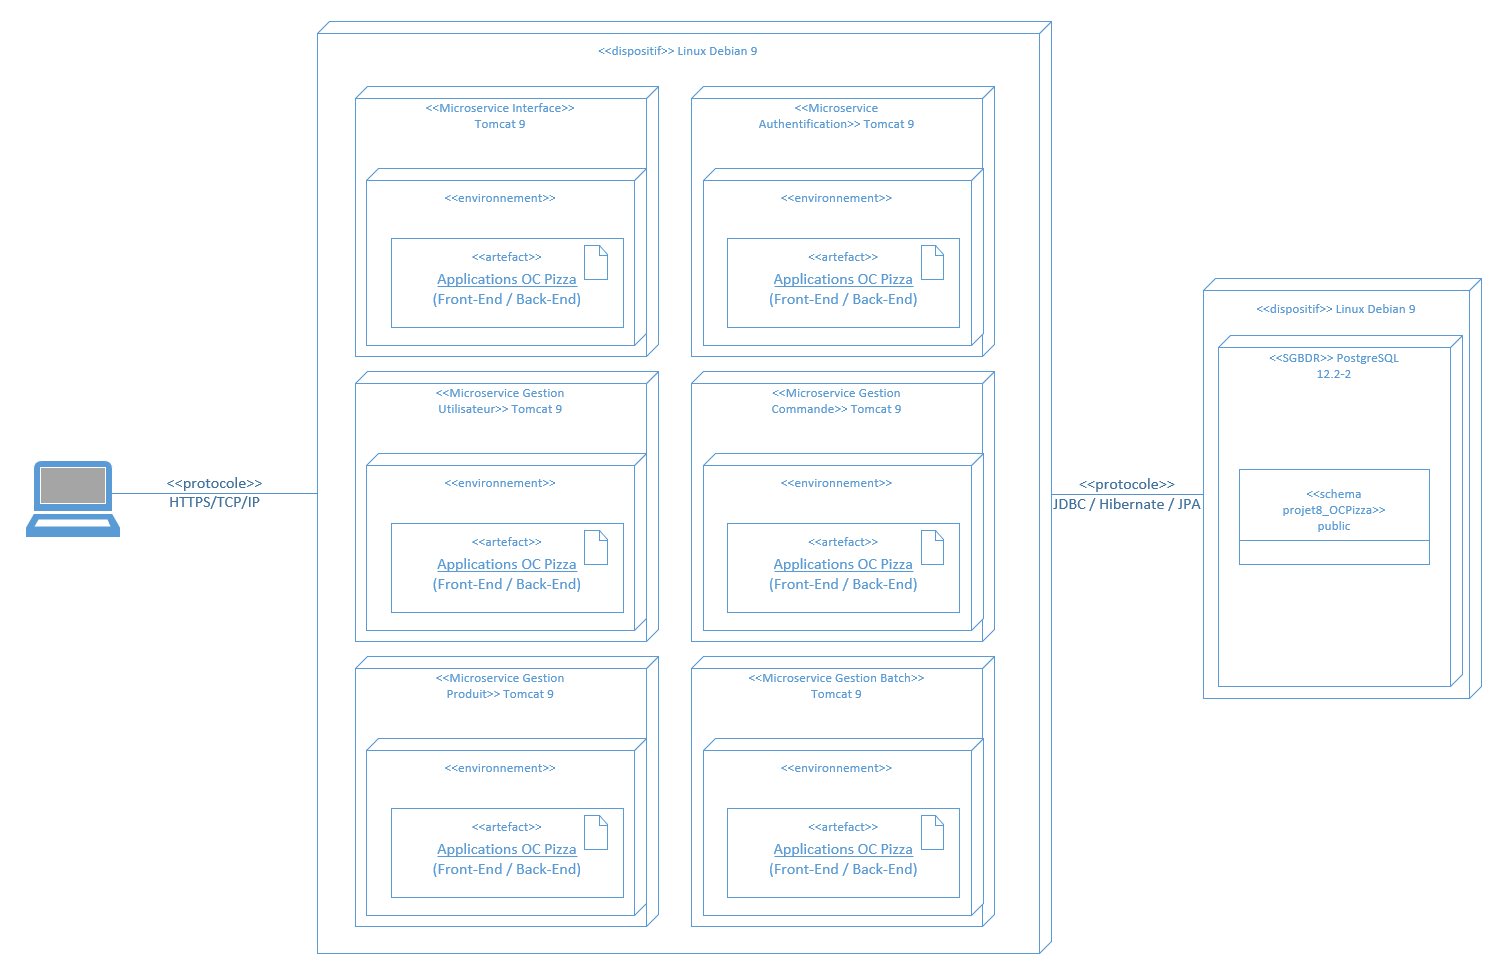 <<dispositif>> Linux Debian 9
<<Microservice Interface>>
Tomcat 9
<<environnement>>
<<artefact>>
Applications OC Pizza
(Front-End / Back-End)
<<Microservice
Authentification>> Tomcat 9
<<environnement>>
<<artefact>>
Applications OC Pizza
(Front-End / Back-End)
<<Microservice Gestion
Utilisateur>> Tomcat 9
<<environnement>>
<<artefact>>
Applications OC Pizza
(Front-End / Back-End)
<<Microservice Gestion
Commande>> Tomcat 9
<<environnement>>
<<artefact>>
Applications OC Pizza
(Front-End / Back-End)
<<Microservice Gestion
Produit>> Tomcat 9
<<environnement>>
<<artefact>>
Applications OC Pizza
(Front-End / Back-End)
<<Microservice Gestion Batch>>
Tomcat 9
<<environnement>>
<<artefact>>
Applications OC Pizza
(Front-End / Back-End)
<<protocole>>
HTTPS/TCP/IP
<<protocole>>
JDBC / Hibernate / JPA
<<dispositif>> Linux Debian 9
<<SGBDR>> PostgreSQL
12.2-2
<<schema
projet8_OCPizza>>
public